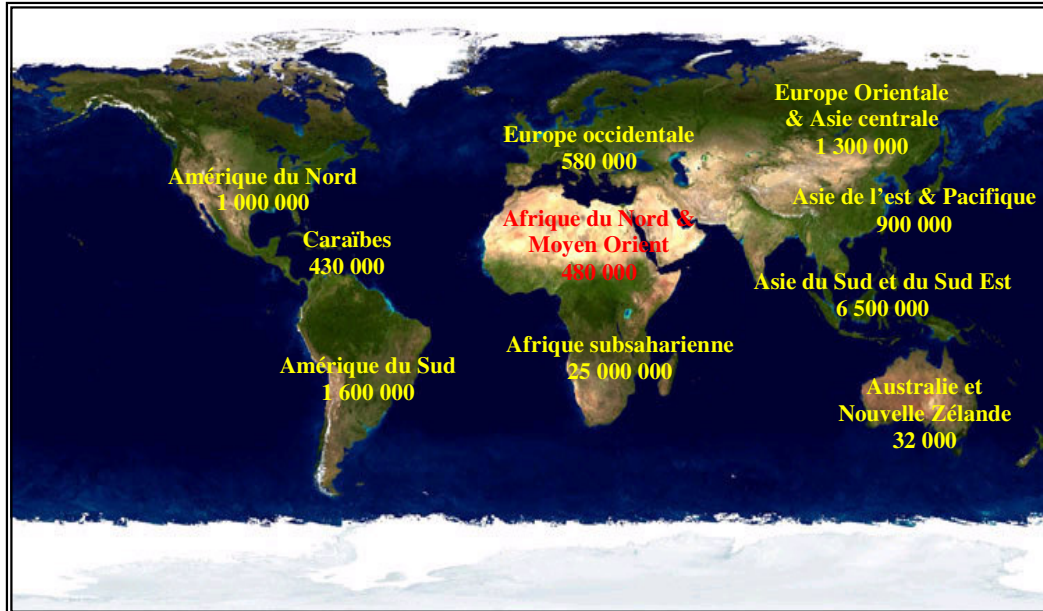 Europe Orientale
& Asie centrale
1 300 000
Europe occidentale
580 000
Amérique du Nord
1 000 000
Asie de l'est & Pacifique
900 000
Afrique du Nord &
Moyen Orient
480 000
Caraïbes
430 000
Asie du Sud et du Sud Est
6 500 000
Afrique subsaharienne
25 000 000
Amérique du Sud
1 600 000
Australie et
Nouvelle Zélande
32 000